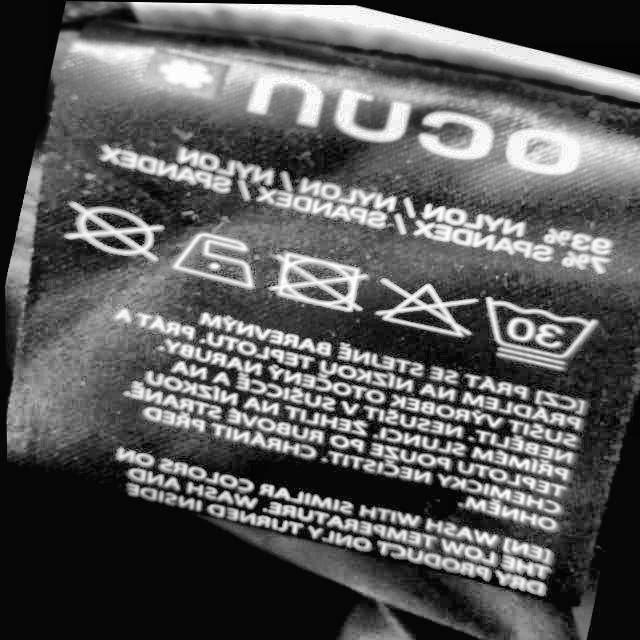 ocun
93% NYLON / NYLON / NYLON / NYLON
7% SPANDEX / SPANDEX / SPANDEX
30
[CZ] PRÁT SE STEJNĚ BAREVNÝM
PRÁDLEM NA NÍZKOU TEPLOTU. PRÁT A
SUŠIT VÝROBEK OTOČENÝ NARUBY.
NEBĚLIT. NESUŠIT V SUŠIČCE A NA
PŘÍMÉM SLUNCI. ŽEHLIT NA NÍZKOU
TEPLOTU POUZE PO RUBOVÉ STRANĚ.
CHEMICKY NEČISTIT. CHRÁNIT PŘED
OHNĚM.
[EN] WASH WITH SIMILAR COLORS ON
THE LOW TEMPERATURE. WASH AND
DRY PRODUCT ONLY TURNED INSIDE